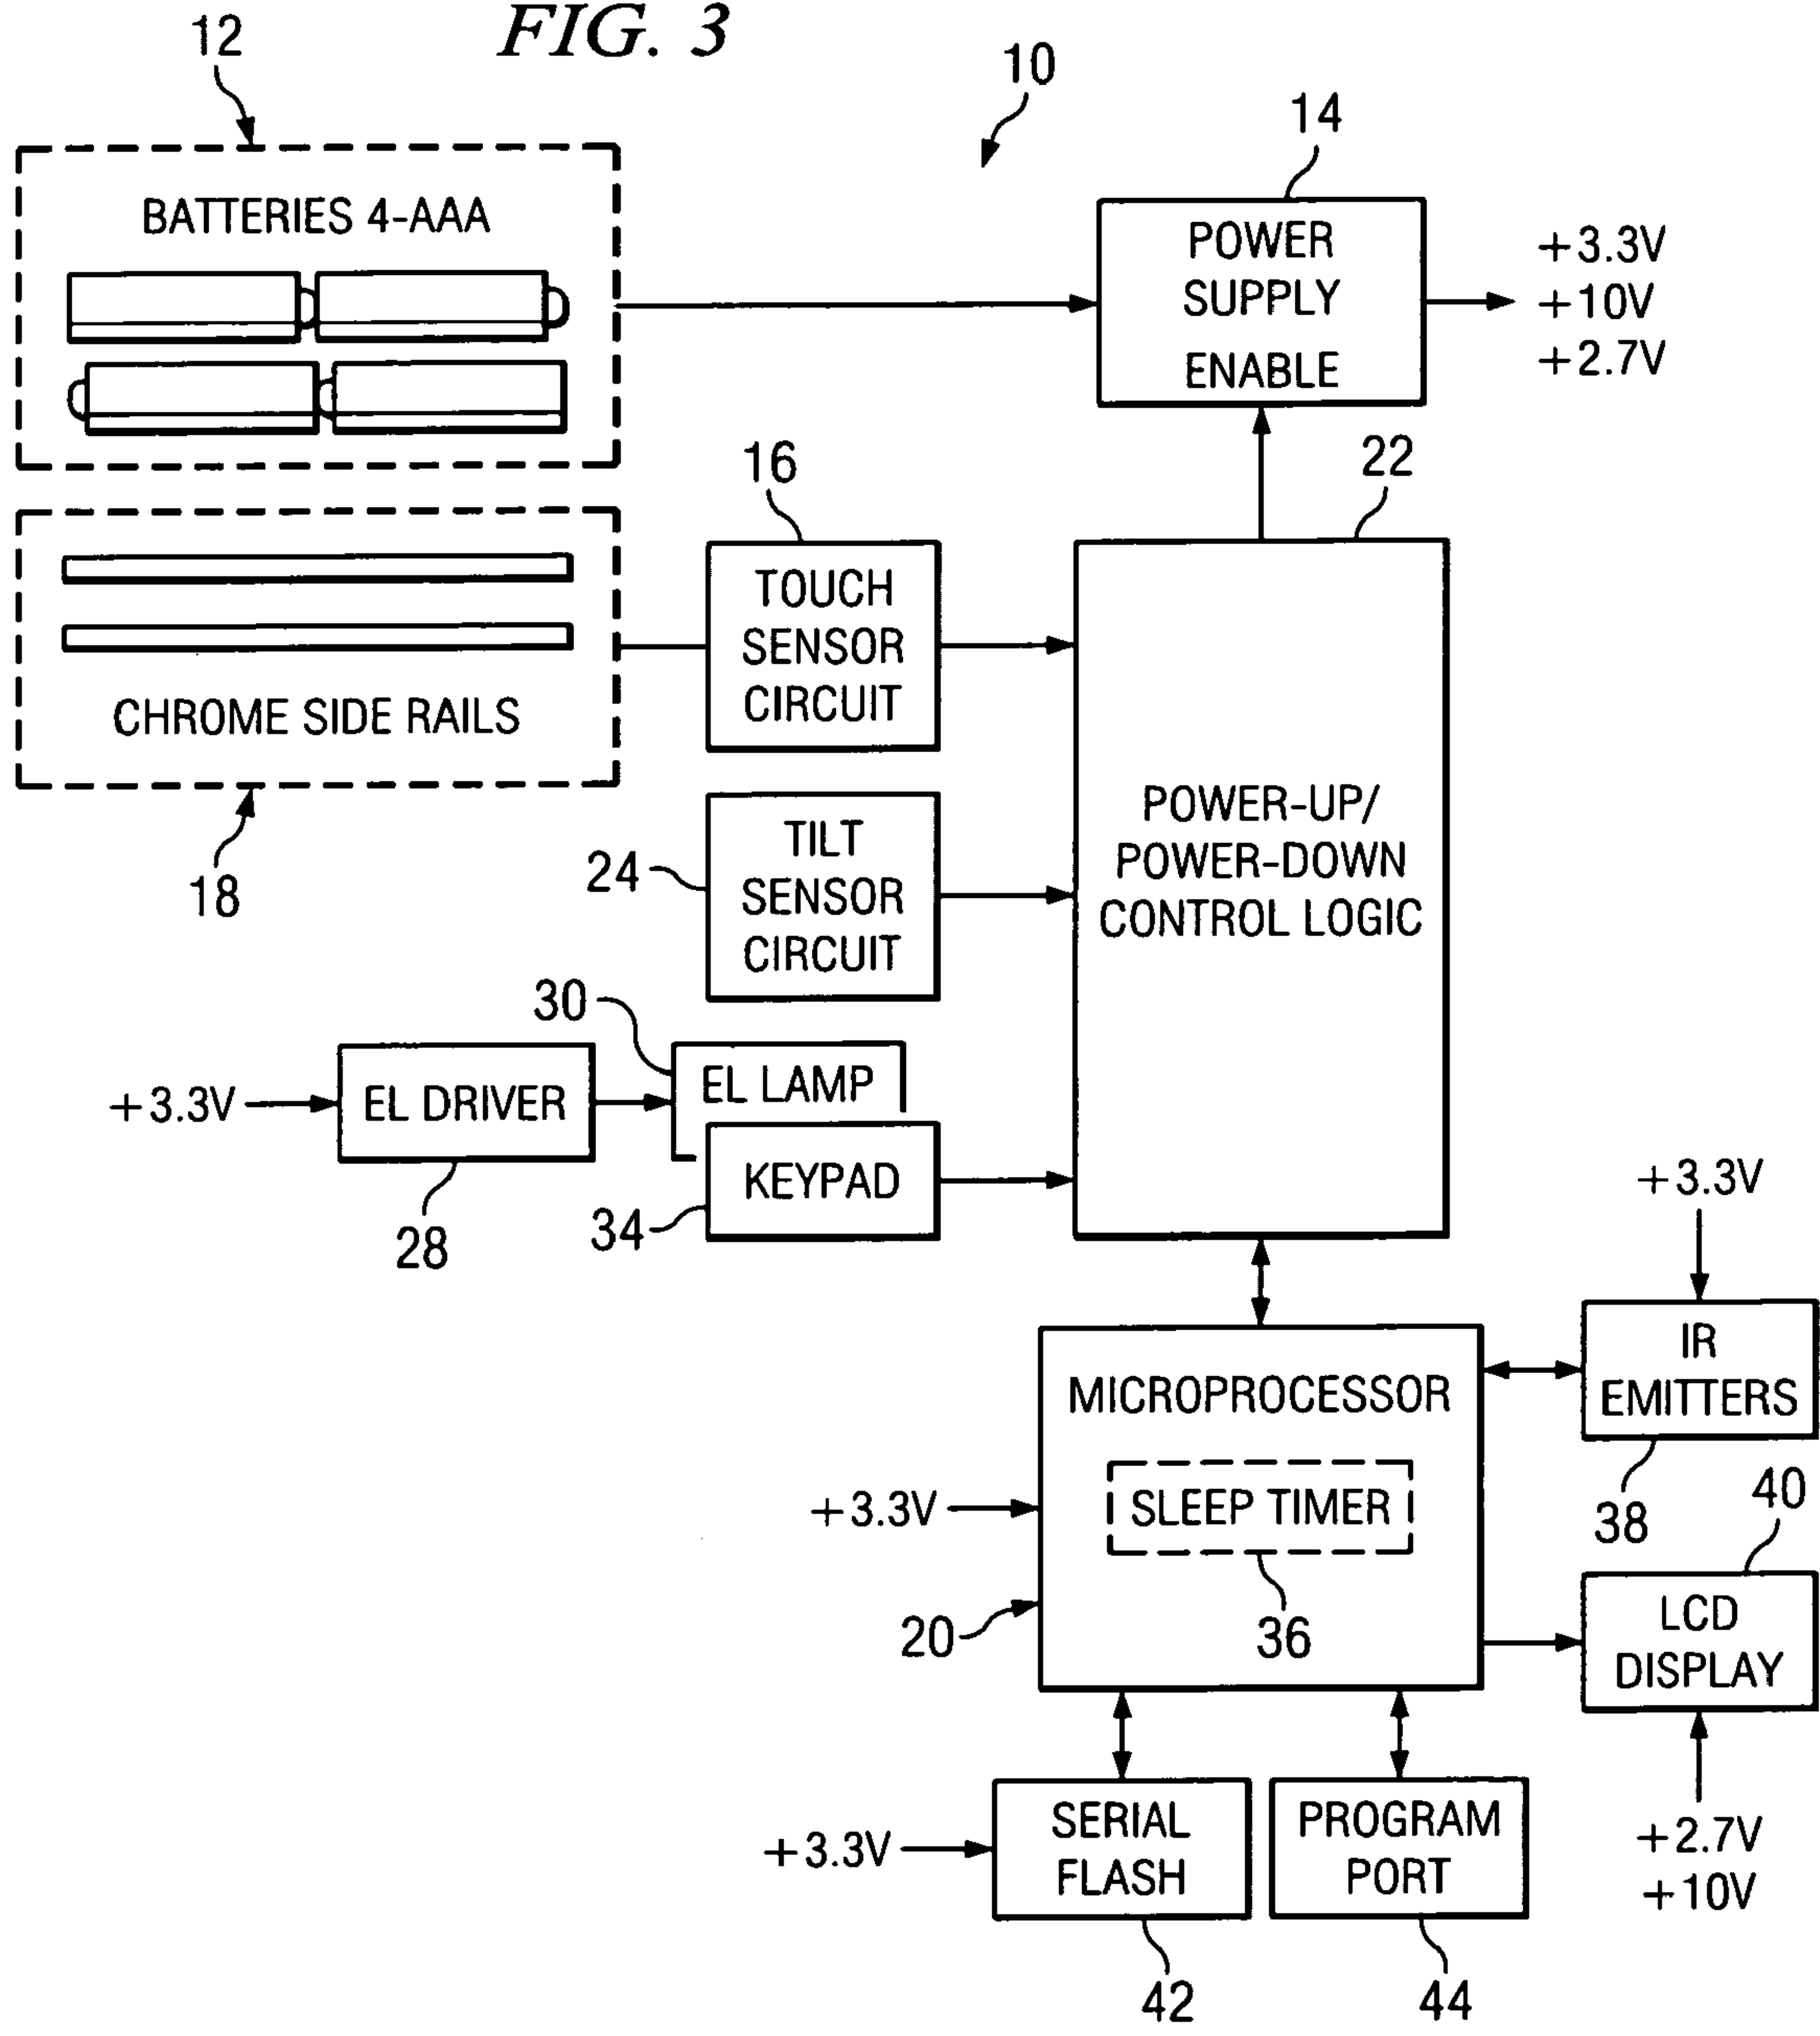 FIG. 3
12
10
14
BATTERIES 4-AAA
POWER
SUPPLY
ENABLE
+3.3V
+10V
+2.7V
16
22
TOUCH
SENSOR
CIRCUIT
CHROME SIDE RAILS
18
24
TILT
SENSOR
CIRCUIT
POWER-UP/
POWER-DOWN
CONTROL LOGIC
30
+3.3V
EL DRIVER
EL LAMP
KEYPAD
28
34
+3.3V
IR
EMITTERS
38
MICROPROCESSOR
+3.3V
SLEEP TIMER
20
36
40
LCD
DISPLAY
+2.7V
+10V
+3.3V
SERIAL
FLASH
PROGRAM
PORT
42
44